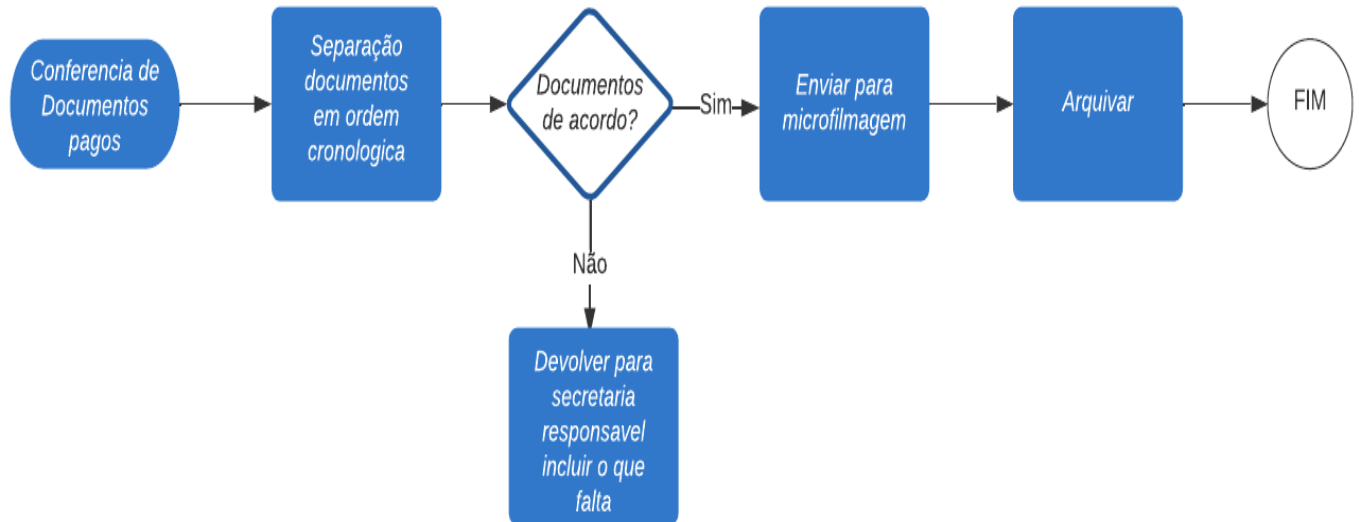 Conferencia de
Documentos
pagos
Separação
documentos
em ordem
cronologica
Documentos
de acordo?
Sim
Enviar para
microfilmagem
Arquivar
FIM
Não
Devolver para
secretaria
responsavel
incluir o que
falta